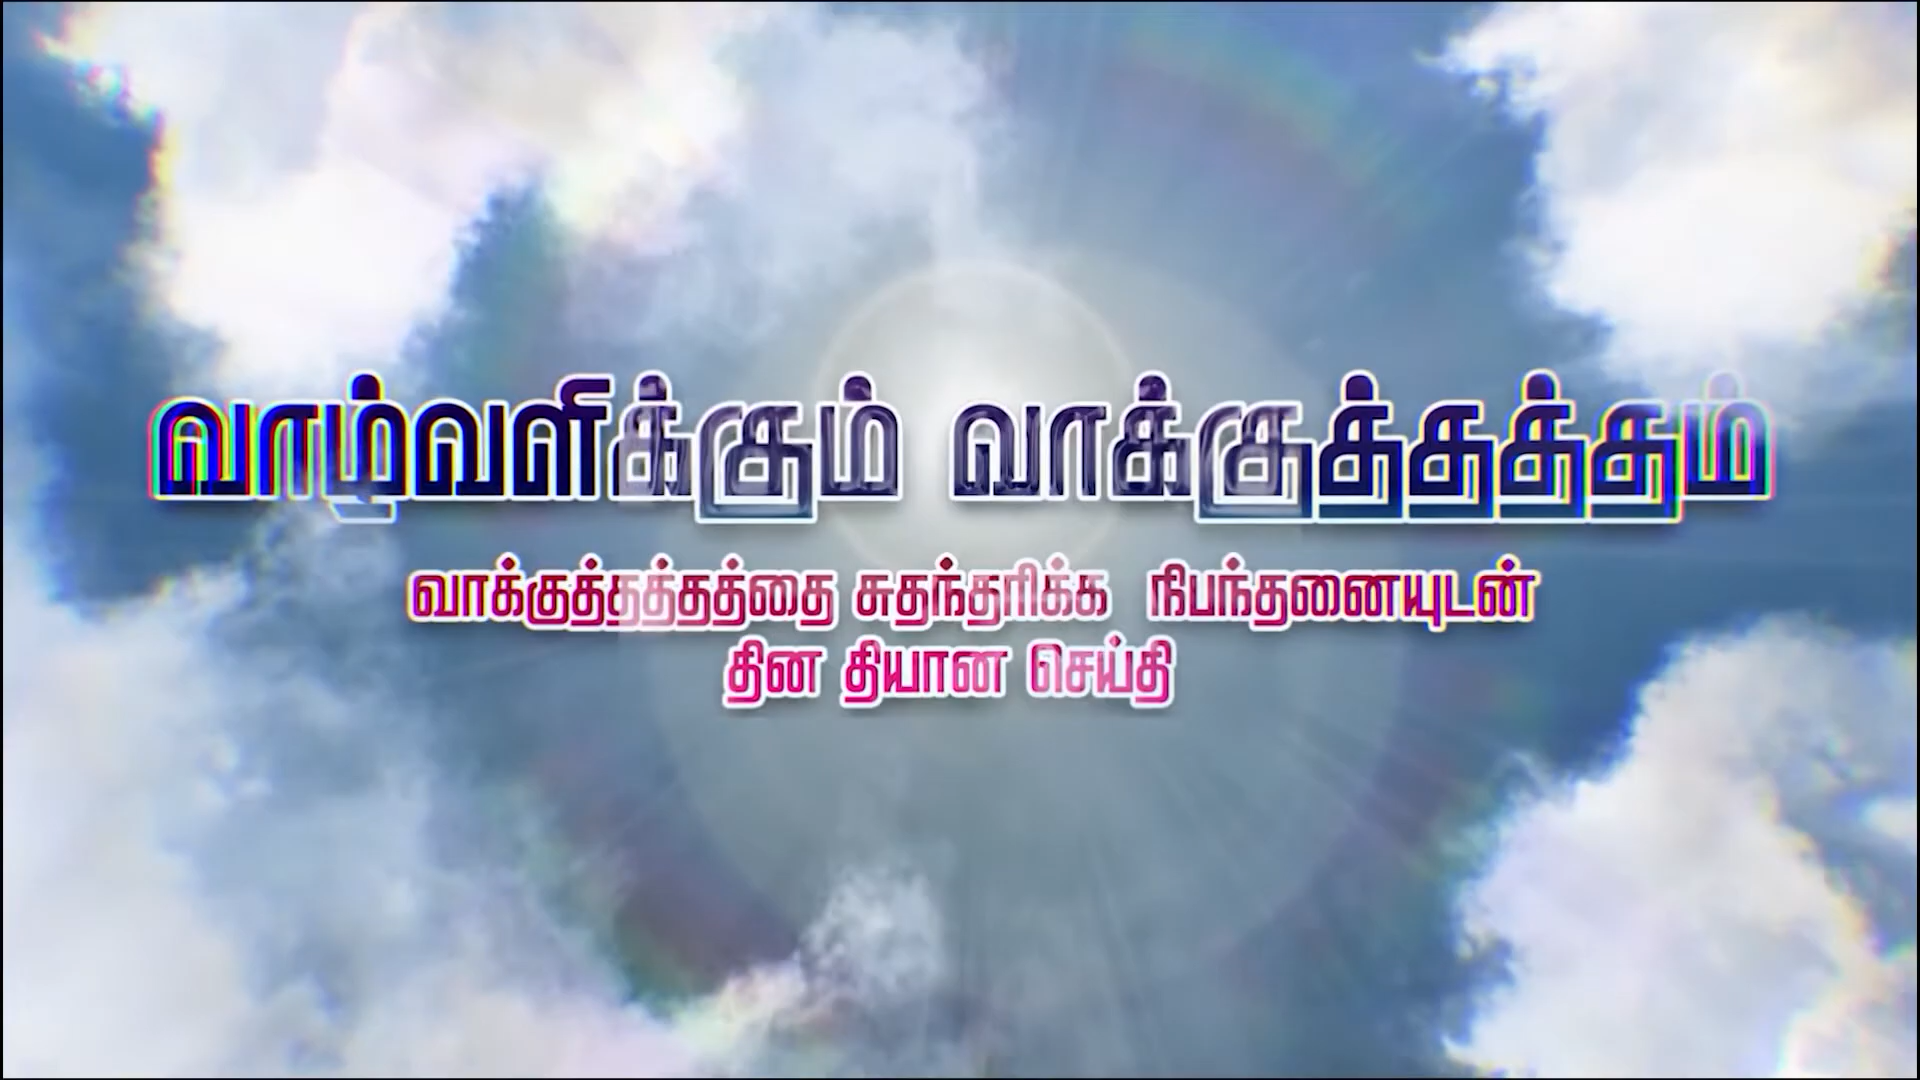 வாழ்வளிக்கும் வாக்குத்தத்தம்
வாக்குத்தத்தத்தை சுதந்தரிக்க நிபந்தனையுடன்
தின தியான செய்தி